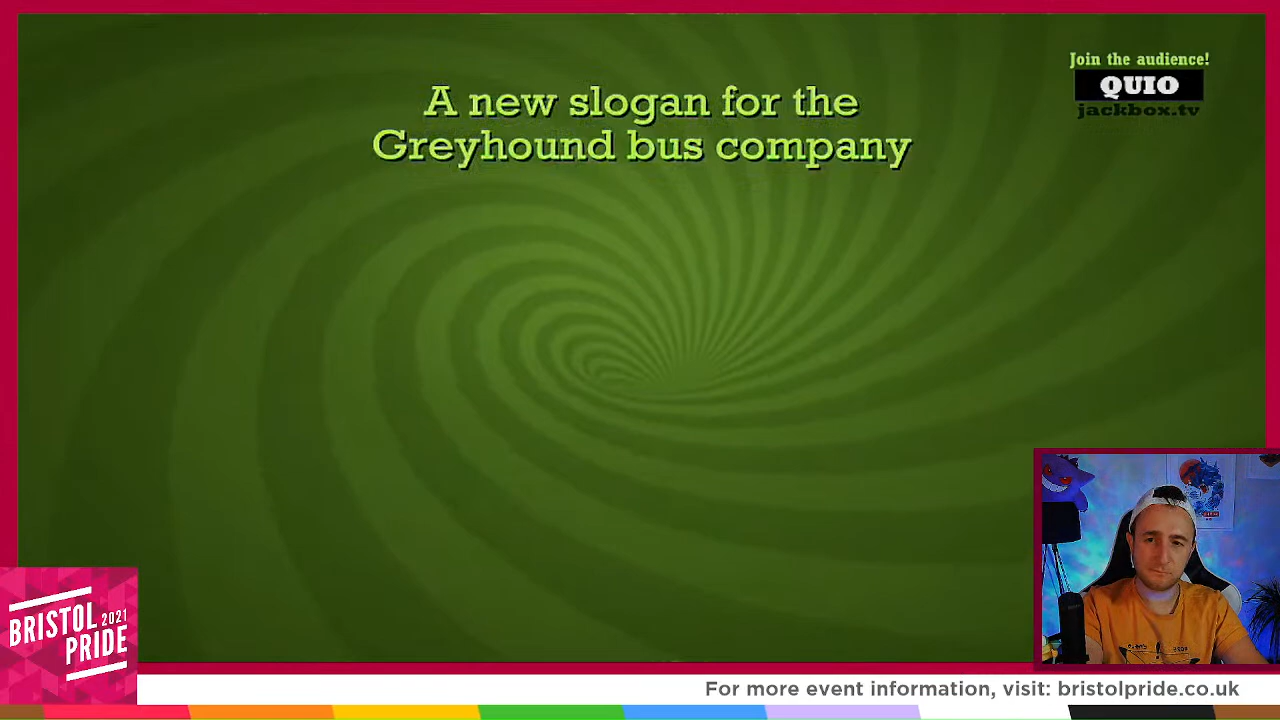 Join the audience!
QUIO
jackbox.tv
A new slogan for the
Greyhound bus company
BRISTOL 2021
PRIDE
For more event information, visit: bristolpride.co.uk